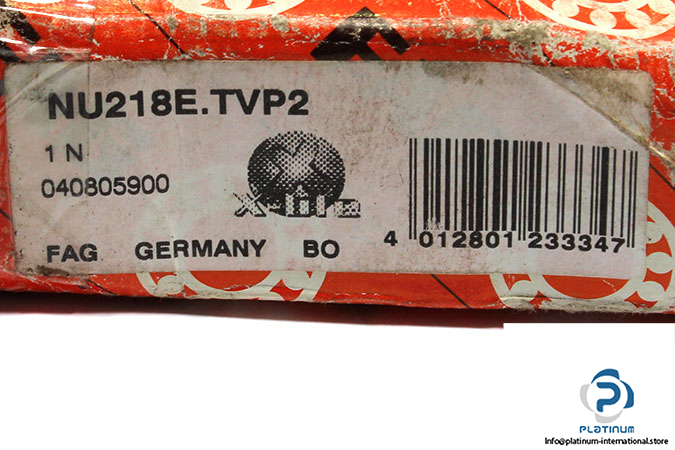 NU218E.TVP2
1 N
040805900
X-life
FAG GERMANY BO
4 012801 233347
PLATINUM
Info@platinum-international.store